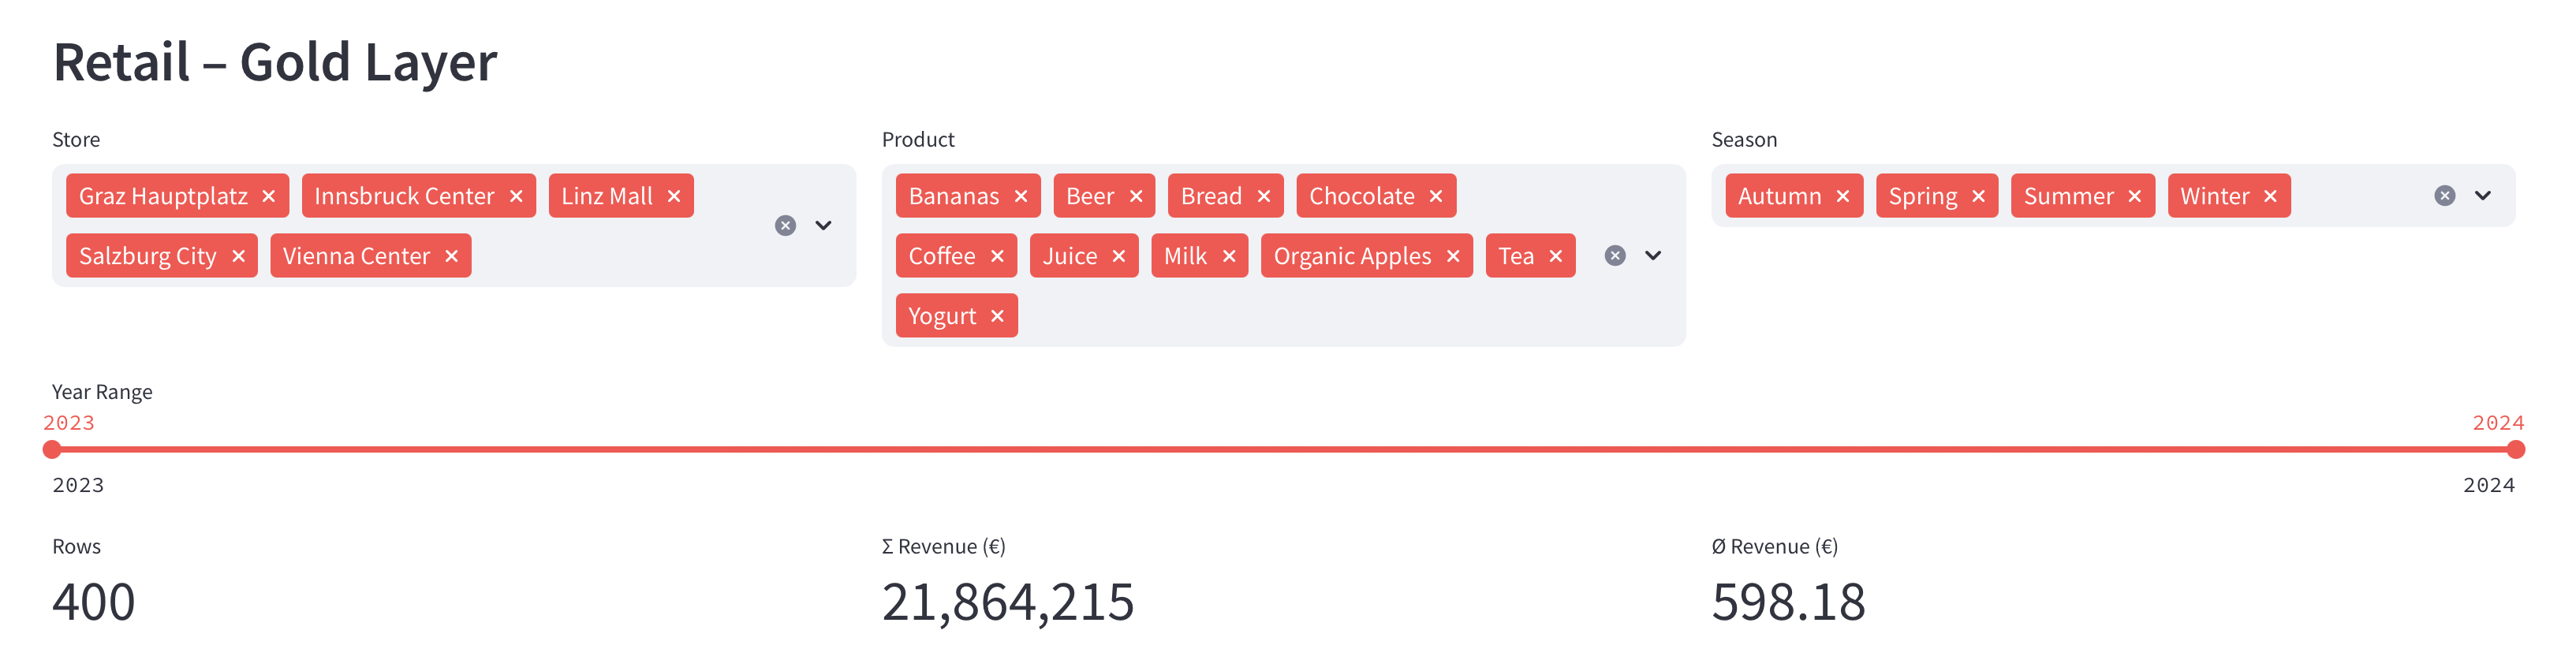 Retail – Gold Layer
Store
Graz Hauptplatz Innsbruck Center Linz Mall
Salzburg City Vienna Center
Product
Bananas Beer Bread Chocolate
Coffee Juice Milk Organic Apples Tea
Yogurt
Season
Autumn Spring Summer Winter
Year Range
2023 2024
2023 2024
Rows
400
Σ Revenue (€)
21,864,215
Ø Revenue (€)
598.18